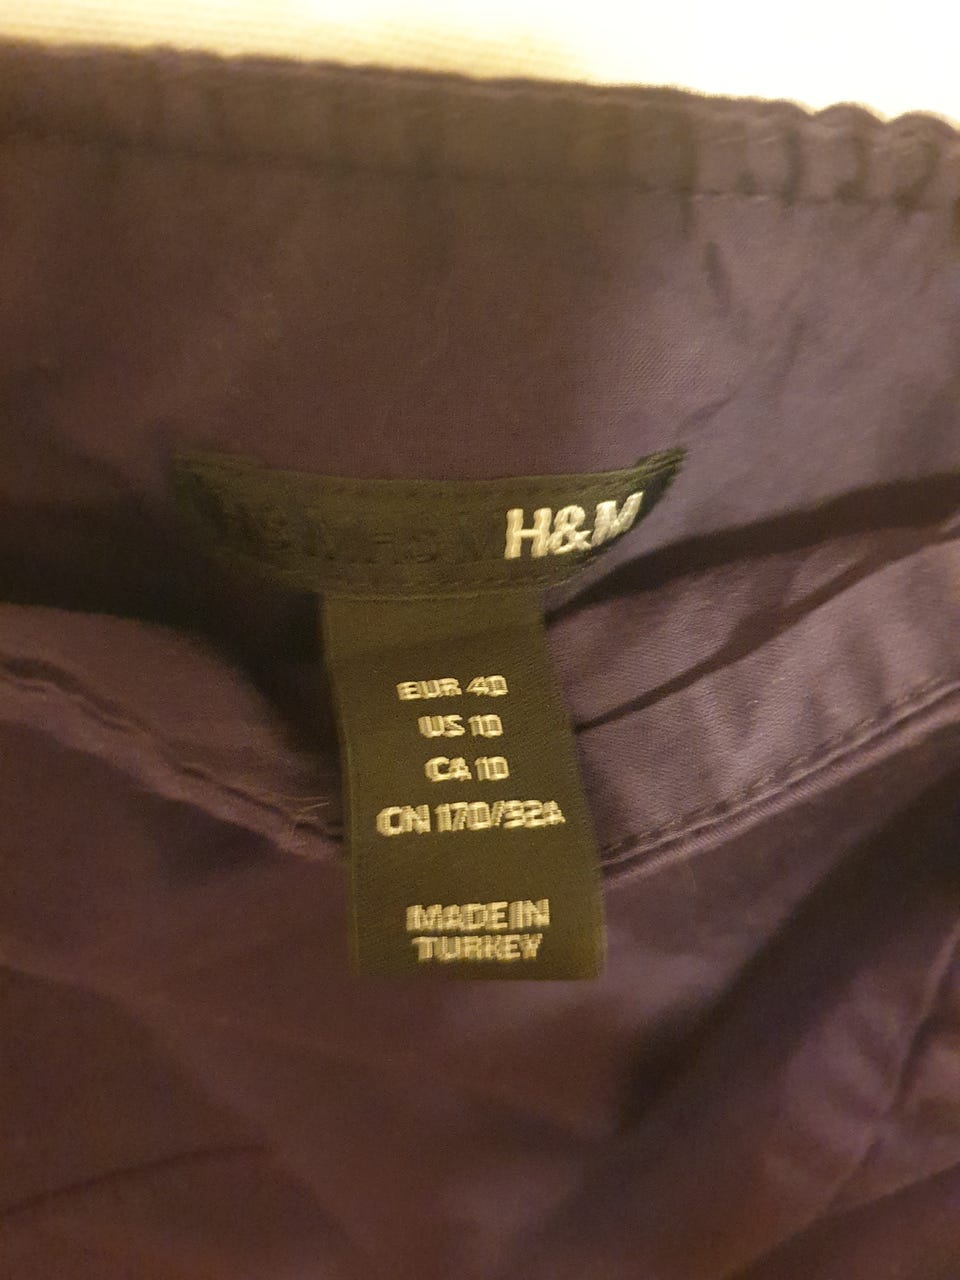 H&M
EUR 40
US 10
CA 10
CN 170/92A
MADE IN
TURKEY